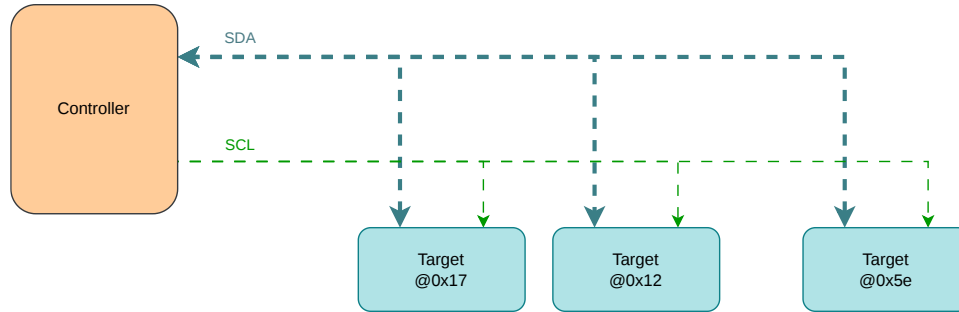 SDA
Controller
SCL
Target
@0x17
Target
@0x12
Target
@0x5e